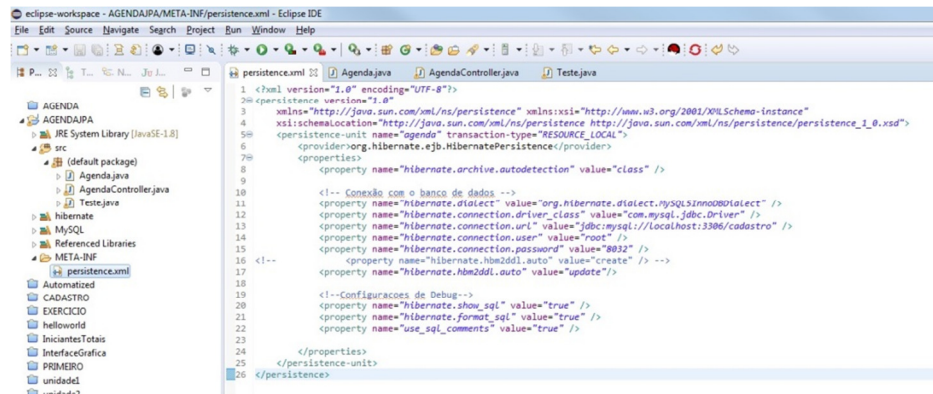 eclipse-workspace - AGENDAJPA/META-INF/persistence.xml - Eclipse IDE
File Edit Source Navigate Search Project Run Window Help
P... T... N... Ju J...
persistence.xml Agenda.java AgendaController.java Teste.java
AGENDA
AGENDAJPA
JRE System Library [JavaSE-1.8]
src
(default package)
Agenda.java
AgendaController.java
Teste.java
hibernate
MySQL
Referenced Libraries
META-INF
persistence.xml
Automatized
CADASTRO
EXERCICIO
helloworld
IniciantesTotais
InterfaceGrafica
PRIMEIRO
unidade1
1 <?xml version="1.0" encoding="UTF-8"?>
2 <persistence version="1.0"
3 xmlns="http://java.sun.com/xml/ns/persistence" xmlns:xsi="http://www.w3.org/2001/XMLSchema-instance"
4 xsi:schemaLocation="http://java.sun.com/xml/ns/persistence http://java.sun.com/xml/ns/persistence/persistence_1_0.xsd">
5 <persistence-unit name="agenda" transaction-type="RESOURCE_LOCAL">
6 <provider>org.hibernate.ejb.HibernatePersistence</provider>
7 <properties>
8 <property name="hibernate.archive.autodetection" value="class" />
9
10 <!-- Conexão com o banco de dados -->
11 <property name="hibernate.dialect" value="org.hibernate.dialect.MySQL5InnoDBDialect" />
12 <property name="hibernate.connection.driver_class" value="com.mysql.jdbc.Driver" />
13 <property name="hibernate.connection.url" value="jdbc:mysql://localhost:3306/cadastro" />
14 <property name="hibernate.connection.user" value="root" />
15 <property name="hibernate.connection.password" value="8032" />
16 <!-- <property name="hibernate.hbm2ddl.auto" value="create" /> -->
17 <property name="hibernate.hbm2ddl.auto" value="update"/>
18
19 <!--Configuracoes de Debug-->
20 <property name="hibernate.show_sql" value="true" />
21 <property name="hibernate.format_sql" value="true" />
22 <property name="use_sql_comments" value="true" />
23
24 </properties>
25 </persistence-unit>
26 </persistence>